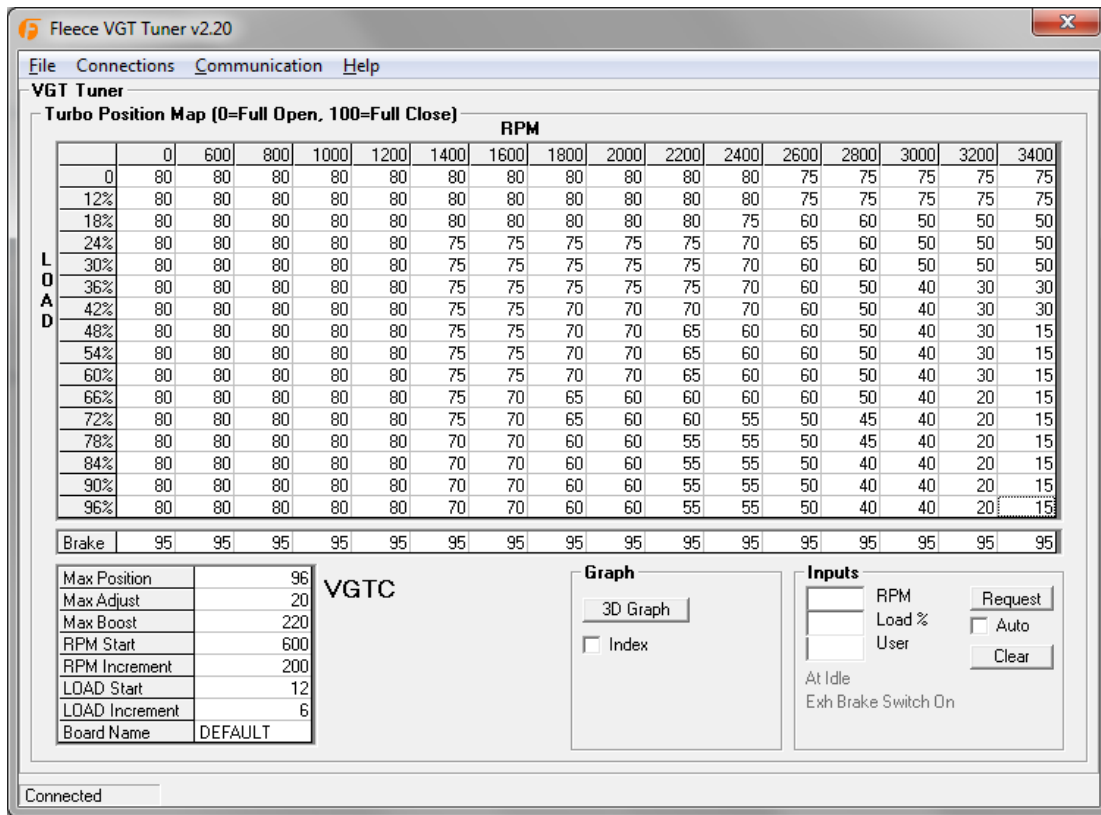 Fleece VGT Tuner v2.20
File Connections Communication Help
VGT Tuner
Turbo Position Map (0=Full Open, 100=Full Close)
RPM
0 600 800 1000 1200 1400 1600 1800 2000 2200 2400 2600 2800 3000 3200 3400
0 80 80 80 80 80 80 80 80 80 80 80 75 75 75 75 75
12% 80 80 80 80 80 80 80 80 80 80 80 75 75 75 75 75
18% 80 80 80 80 80 80 80 80 80 80 75 60 60 50 50 50
24% 80 80 80 80 80 75 75 75 75 75 70 65 60 50 50 50
30% 80 80 80 80 80 75 75 75 75 75 70 60 60 50 50 50
36% 80 80 80 80 80 75 75 75 75 75 70 60 50 40 30 30
42% 80 80 80 80 80 75 75 70 70 70 70 60 50 40 30 30
48% 80 80 80 80 80 75 75 70 70 65 60 60 50 40 30 15
54% 80 80 80 80 80 75 75 70 70 65 60 60 50 40 30 15
60% 80 80 80 80 80 75 75 70 70 65 60 60 50 40 30 15
66% 80 80 80 80 80 75 70 65 60 60 60 60 50 40 20 15
72% 80 80 80 80 80 75 70 65 60 60 55 50 45 40 20 15
78% 80 80 80 80 80 70 70 60 60 55 55 50 45 40 20 15
84% 80 80 80 80 80 70 70 60 60 55 55 50 40 40 20 15
90% 80 80 80 80 80 70 70 60 60 55 55 50 40 40 20 15
96% 80 80 80 80 80 70 70 60 60 55 55 50 40 40 20 15
LOAD
Brake 95 95 95 95 95 95 95 95 95 95 95 95 95 95 95 95
Max Position 96
Max Adjust 20
Max Boost 220
RPM Start 600
RPM Increment 200
LOAD Start 12
LOAD Increment 6
Board Name DEFAULT
VGTC
Graph
3D Graph
Index
Inputs
RPM
Load %
User
Request
Auto
Clear
At Idle
Exh Brake Switch On
Connected